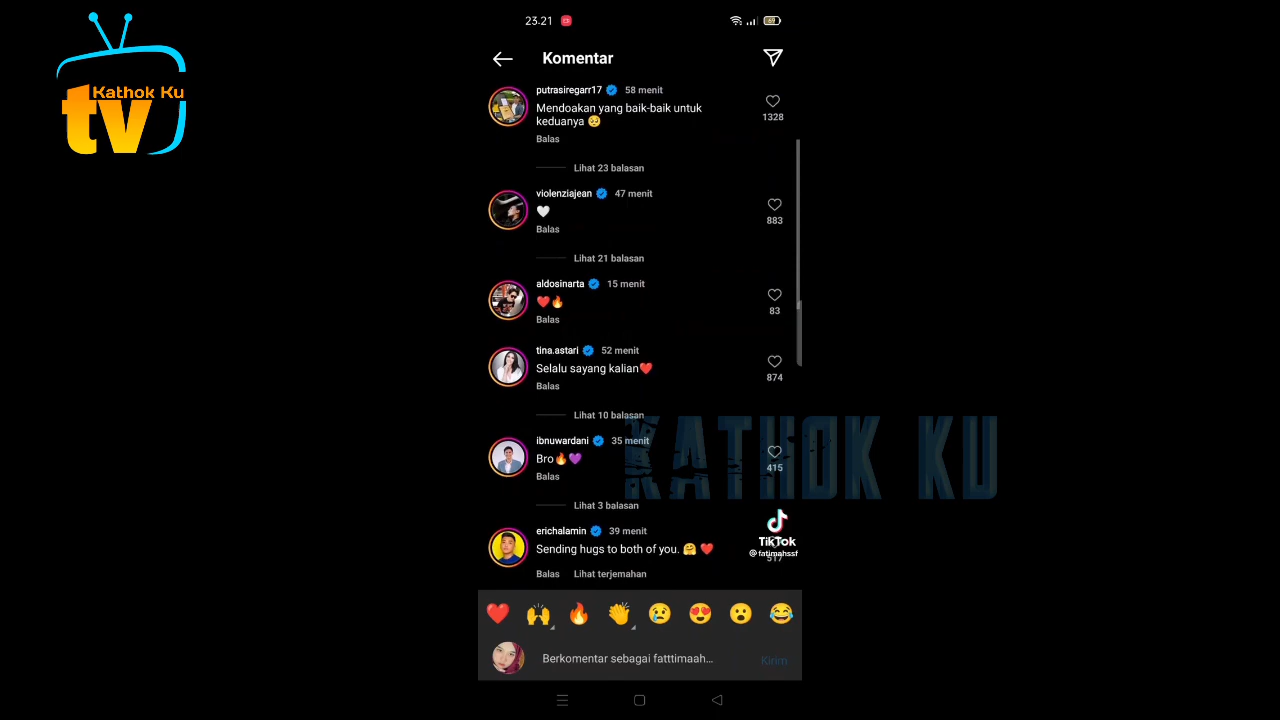 Kathok Ku
tv
23.21
69
Komentar
putrasiregarr17 58 menit
Mendoakan yang baik-baik untuk
keduanya 🥺
1328
Balas
Lihat 23 balasan
violenziajean 47 menit
🤍
883
Balas
Lihat 21 balasan
aldosinarta 15 menit
❤️🔥
83
Balas
tina.astari 52 menit
Selalu sayang kalian❤️
874
Balas
Lihat 10 balasan
KATHOK KU
ibnuwardani 35 menit
Bro🔥💜
415
Balas
Lihat 3 balasan
erichalamin 39 menit
Sending hugs to both of you. 🤗 ❤️
517
TikTok
@fatimahssf
Balas Lihat terjemahan
❤️ 🙌 🔥 👏 😢 😍 😮 😂
Berkomentar sebagai fatttimaah... Kirim